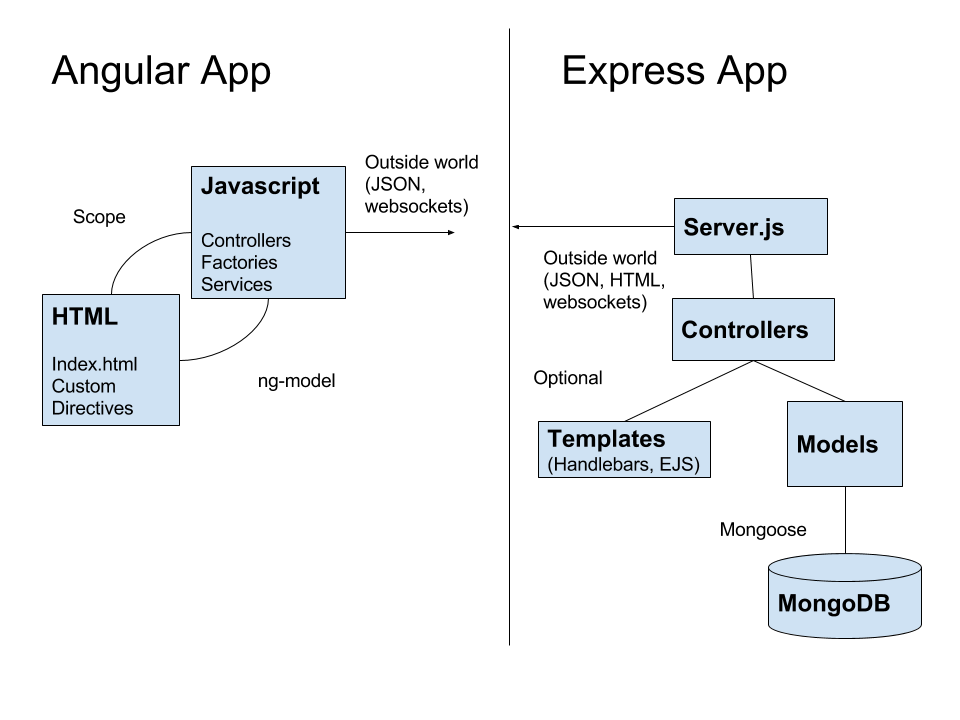 Angular App
Express App
Outside world
(JSON,
websockets)
Javascript
Controllers
Factories
Services
Scope
HTML
Index.html
Custom
Directives
ng-model
Server.js
Outside world
(JSON, HTML,
websockets)
Controllers
Optional
Templates
(Handlebars, EJS)
Models
Mongoose
MongoDB